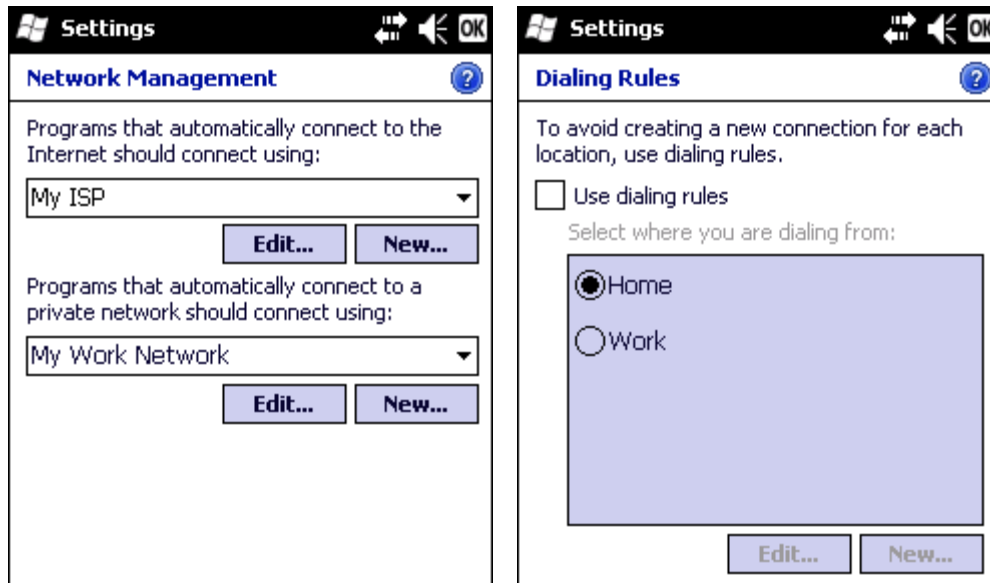 Settings
OK
Network Management
?
Programs that automatically connect to the
Internet should connect using:
My ISP
Edit...
New...
Programs that automatically connect to a
private network should connect using:
My Work Network
Edit...
New...
Settings
OK
Dialing Rules
?
To avoid creating a new connection for each
location, use dialing rules.
Use dialing rules
Select where you are dialing from:
Home
Work
Edit...
New...